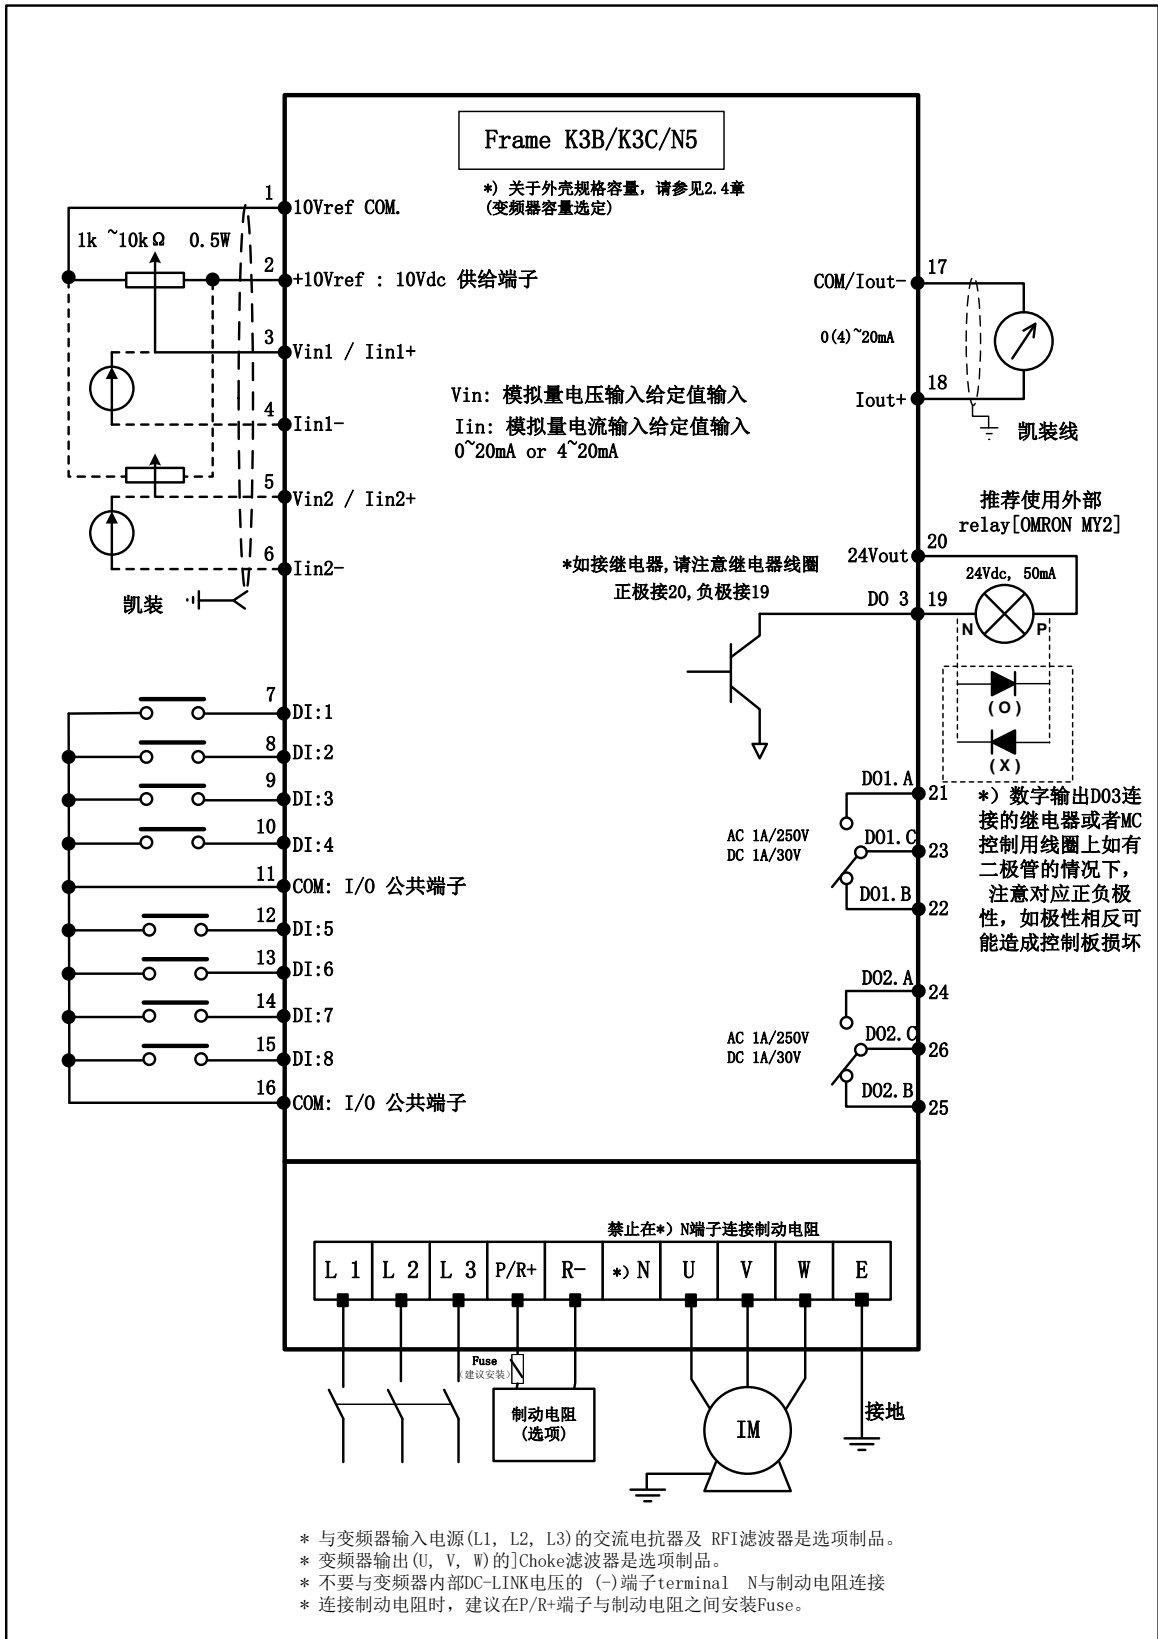 Frame K3B/K3C/N5
*) 关于外壳规格容量，请参见2.4章
(变频器容量选定)
1
10Vref COM.
1k ~10kΩ 0.5W
2
+10Vref : 10Vdc 供给端子
3
Vin1 / Iin1+
4
Iin1-
5
Vin2 / Iin2+
6
Iin2-
凯装
Vin: 模拟量电压输入给定值输入
Iin: 模拟量电流输入给定值输入
0~20mA or 4~20mA
COM/Iout-
17
0(4)~20mA
Iout+
18
凯装线
推荐使用外部
relay[OMRON MY2]
24Vout
20
24Vdc, 50mA
*如接继电器,请注意继电器线圈
正极接20,负极接19
DO 3
19
N
P
(O)
(X)
7
DI:1
8
DI:2
9
DI:3
10
DI:4
11
COM: I/O 公共端子
12
DI:5
13
DI:6
14
DI:7
15
DI:8
16
COM: I/O 公共端子
DO1.A
21
AC 1A/250V
DC 1A/30V
DO1.C
23
DO1.B
22
*）数字输出DO3连
接的继电器或者MC
控制用线圈上如有
二极管的情况下，
注意对应正负极
性，如极性相反可
能造成控制板损坏
DO2.A
24
AC 1A/250V
DC 1A/30V
DO2.C
26
DO2.B
25
禁止在*）N端子连接制动电阻
L 1
L 2
L 3
P/R+
R-
*) N
U
V
W
E
Fuse
(建议安装)
制动电阻
(选项)
IM
接地
* 与变频器输入电源(L1, L2, L3)的交流电抗器及 RFI滤波器是选项制品。
* 变频器输出(U, V, W)的]Choke滤波器是选项制品。
* 不要与变频器内部DC-LINK电压的 (-)端子terminal N与制动电阻连接
* 连接制动电阻时，建议在P/R+端子与制动电阻之间安装Fuse。